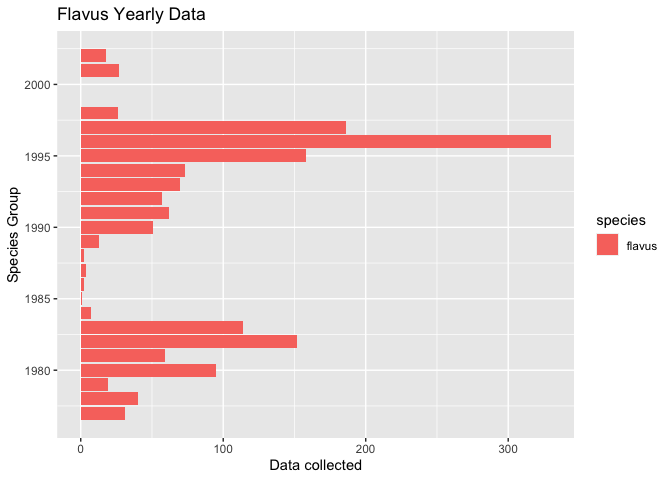 Flavus Yearly Data
2000
1995
1990
1985
1980
Species Group
0
100
200
300
Data collected
species
flavus